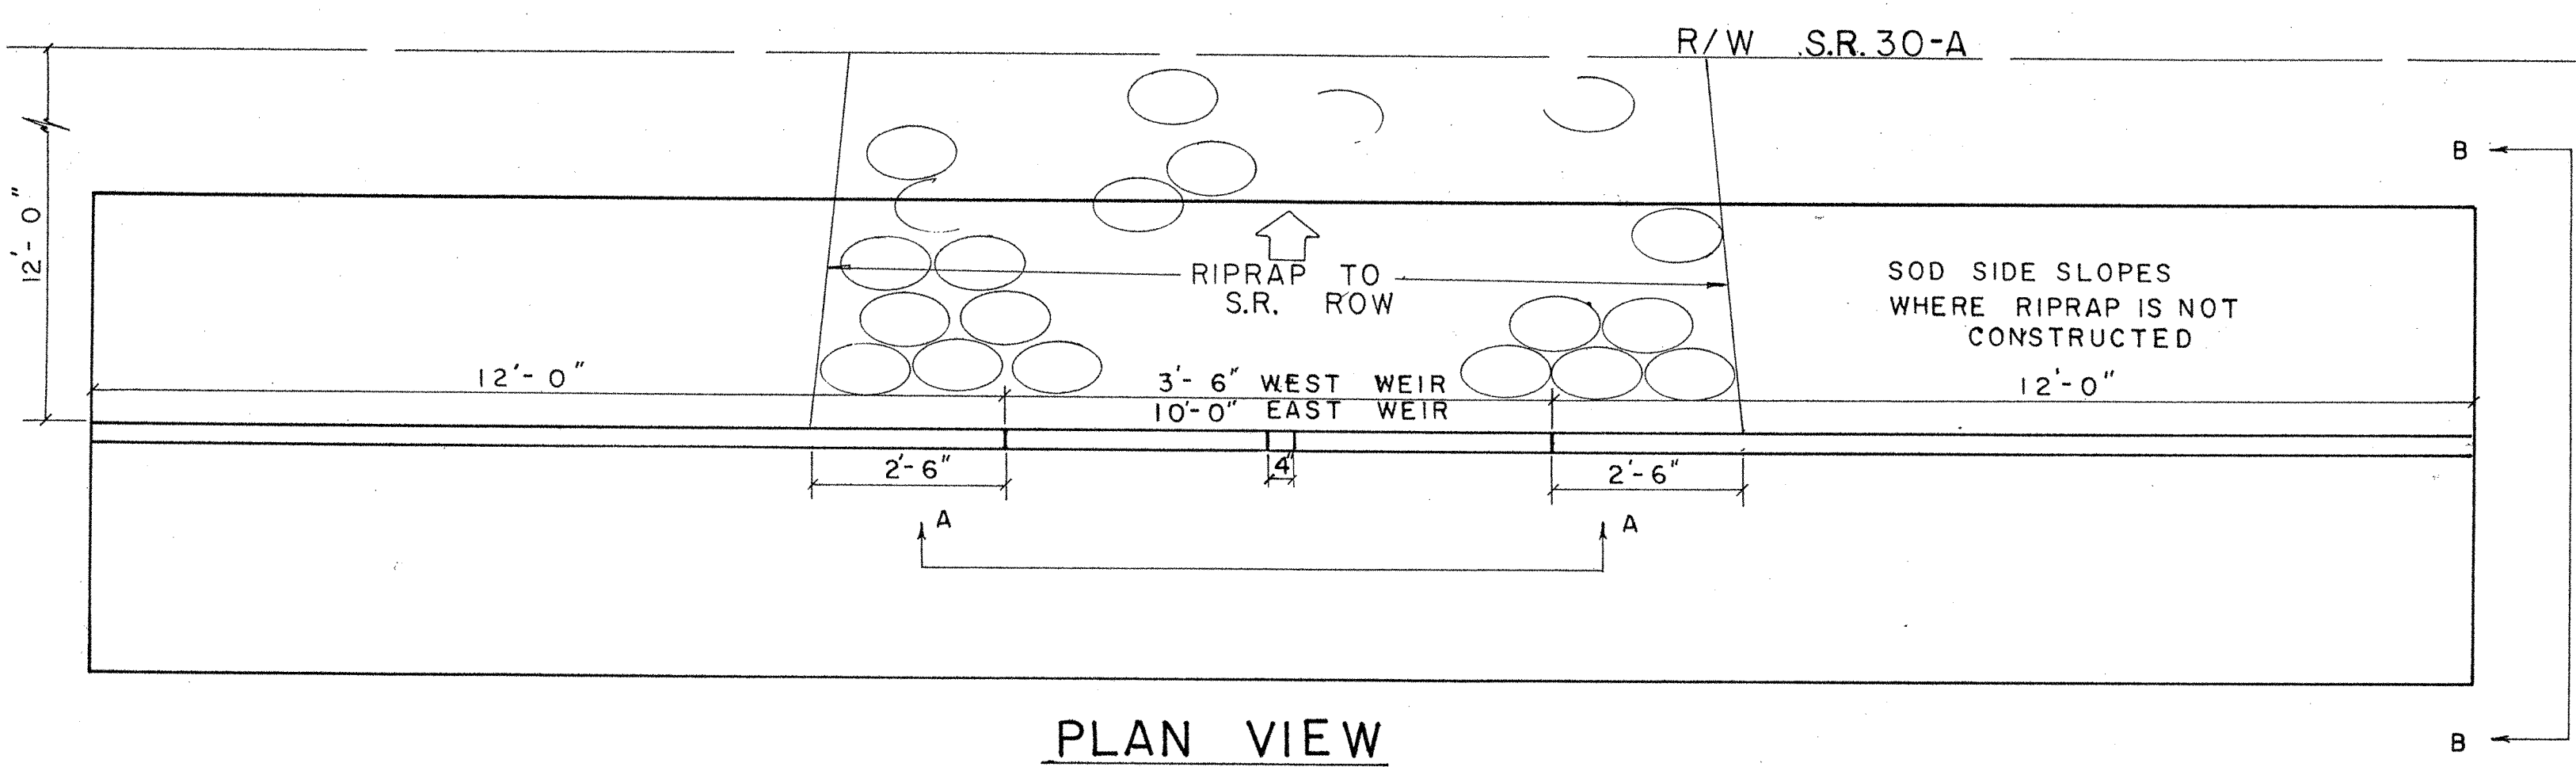 R/W S.R. 30-A
B
12'-0"
RIPRAP TO
S.R. ROW
SOD SIDE SLOPES
WHERE RIPRAP IS NOT
CONSTRUCTED
12'-0"
3'-6" WEST WEIR
10'-0" EAST WEIR
12'-0"
2'-6"
4"
2'-6"
A
A
PLAN VIEW
B